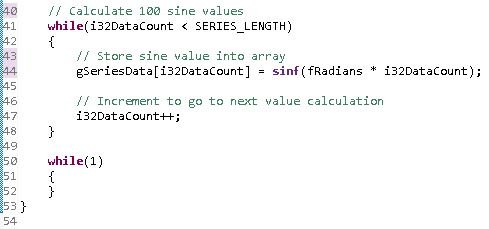 40 // Calculate 100 sine values
41 while(i32DataCount < SERIES_LENGTH)
42 {
43 // Store sine value into array
44 gSeriesData[i32DataCount] = sinf(fRadians * i32DataCount);
45
46 // Increment to go to next value calculation
47 i32DataCount++;
48 }
49
50 while(1)
51 {
52 }
53 }
54